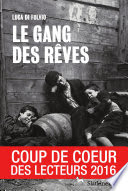 LUCA DI FULVIO
LE GANG
DES RÊVES
COUP DE COEUR
DES LECTEURS 2016